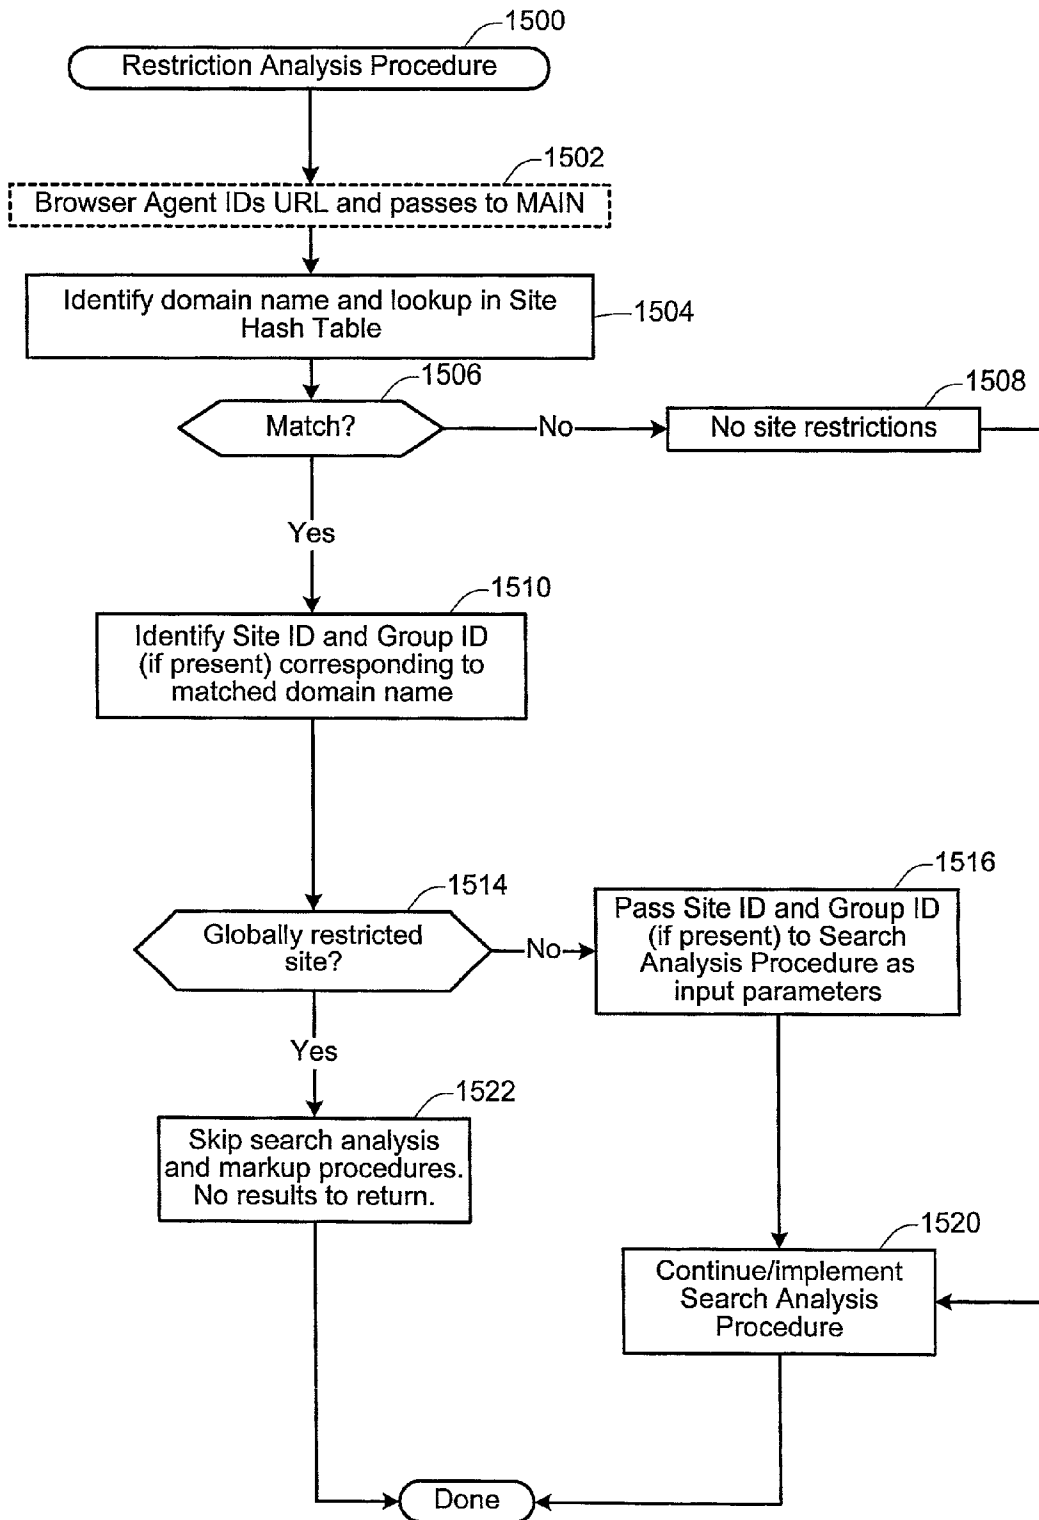 1500
Restriction Analysis Procedure
1502
Browser Agent IDs URL and passes to MAIN
Identify domain name and lookup in Site
Hash Table
1504
1506
Match?
No
1508
No site restrictions
Yes
1510
Identify Site ID and Group ID
(if present) corresponding to
matched domain name
1514
Globally restricted
site?
No
1516
Pass Site ID and Group ID
(if present) to Search
Analysis Procedure as
input parameters
Yes
1522
Skip search analysis
and markup procedures.
No results to return.
1520
Continue/implement
Search Analysis
Procedure
Done